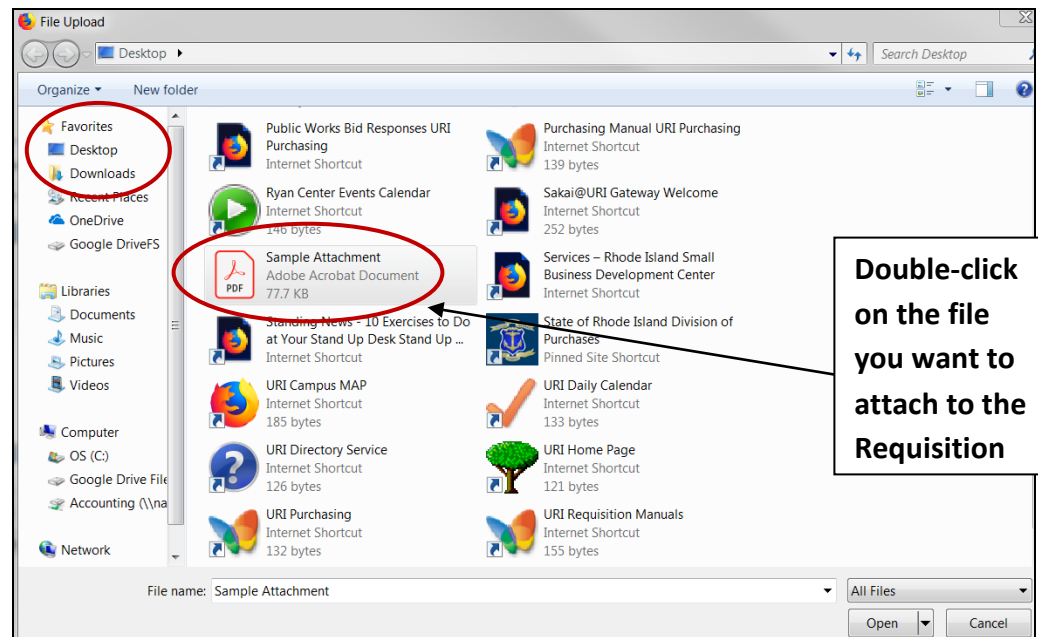 File Upload
Desktop
Search Desktop
Organize
New folder
Favorites
Desktop
Downloads
Recent Places
OneDrive
Google DriveFS
Libraries
Documents
Music
Pictures
Videos
Computer
OS (C:)
Google Drive File
Accounting (\\na
Network
Public Works Bid Responses URI
Purchasing
Internet Shortcut
Purchasing Manual URI Purchasing
Internet Shortcut
139 bytes
Ryan Center Events Calendar
Internet Shortcut
146 bytes
Sakai@URI Gateway Welcome
Internet Shortcut
252 bytes
PDF
Sample Attachment
Adobe Acrobat Document
77.7 KB
Services – Rhode Island Small
Business Development Center
Internet Shortcut
Standing News - 10 Exercises to Do
at Your Stand Up Desk Stand Up ...
Internet Shortcut
State of Rhode Island Division of
Purchases
Pinned Site Shortcut
URI Campus MAP
Internet Shortcut
185 bytes
URI Daily Calendar
Internet Shortcut
133 bytes
URI Directory Service
Internet Shortcut
126 bytes
URI Home Page
Internet Shortcut
121 bytes
URI Purchasing
Internet Shortcut
132 bytes
URI Requisition Manuals
Internet Shortcut
155 bytes
Double-click
on the file
you want to
attach to the
Requisition
File name: Sample Attachment
All Files
Open
Cancel